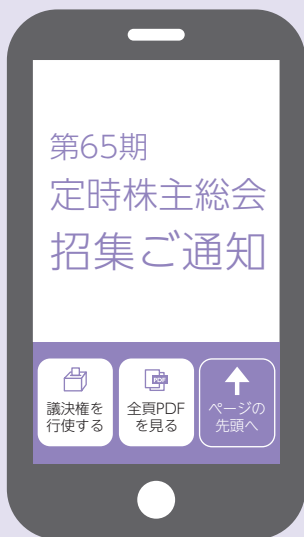 第65期
定時株主総会
招集ご通知
議決権を
行使する
PDF
全頁PDF
を見る
ページの
先頭へ